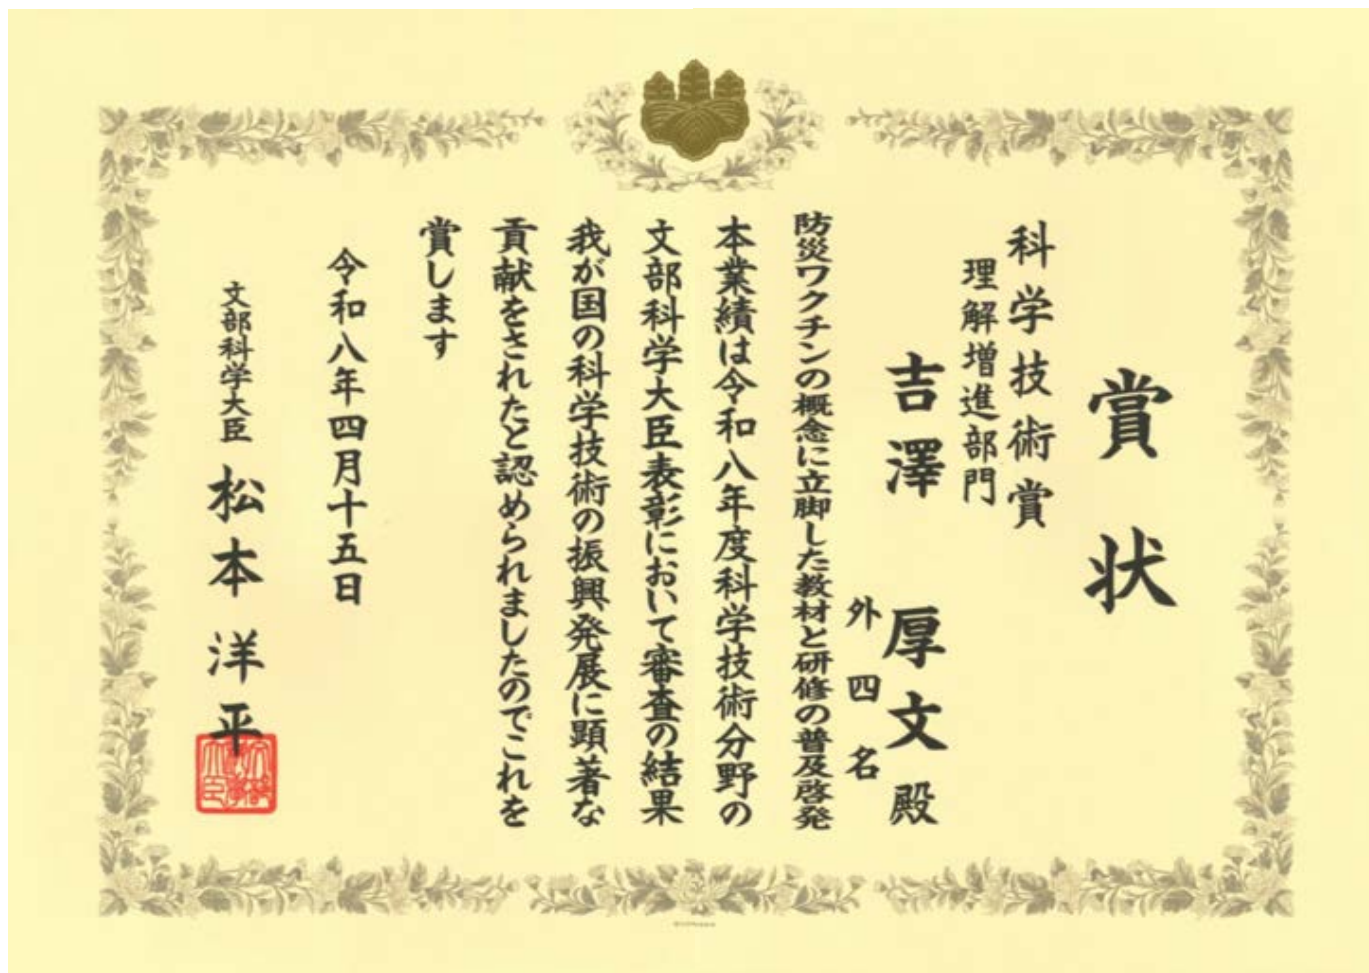 賞状
科学技術賞
理解増進部門
吉澤厚文殿
外四名
防災ワクチンの概念に立脚した教材と研修の普及啓発
本業績は令和八年度科学技術分野の
文部科学大臣表彰において審査の結果
我が国の科学技術の振興発展に顕著な
貢献をされたと認められましたのでこれを
賞します
令和八年四月十五日
文部科学大臣 松本洋平